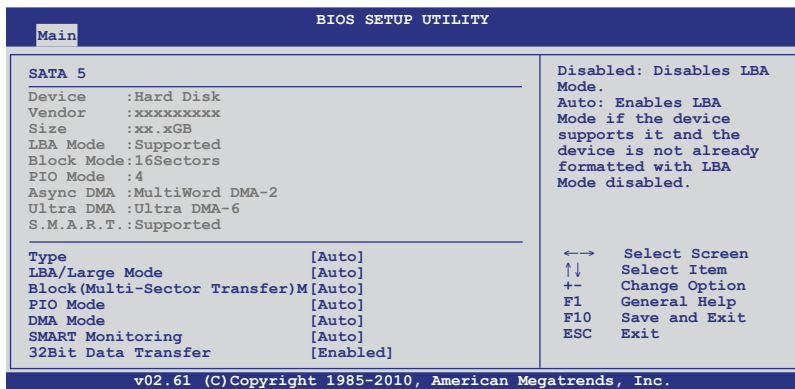 BIOS SETUP UTILITY
Main
SATA 5
Device :Hard Disk
Vendor :xxxxxxxxx
Size :xx.xGB
LBA Mode :Supported
Block Mode:16Sectors
PIO Mode :4
Async DMA :MultiWord DMA-2
Ultra DMA :Ultra DMA-6
S.M.A.R.T.:Supported
Type [Auto]
LBA/Large Mode [Auto]
Block(Multi-Sector Transfer)M[Auto]
PIO Mode [Auto]
DMA Mode [Auto]
SMART Monitoring [Auto]
32Bit Data Transfer [Enabled]
Disabled: Disables LBA
Mode.
Auto: Enables LBA
Mode if the device
supports it and the
device is not already
formatted with LBA
Mode disabled.
←→ Select Screen
↑↓ Select Item
+- Change Option
F1 General Help
F10 Save and Exit
ESC Exit
v02.61 (C)Copyright 1985-2010, American Megatrends, Inc.